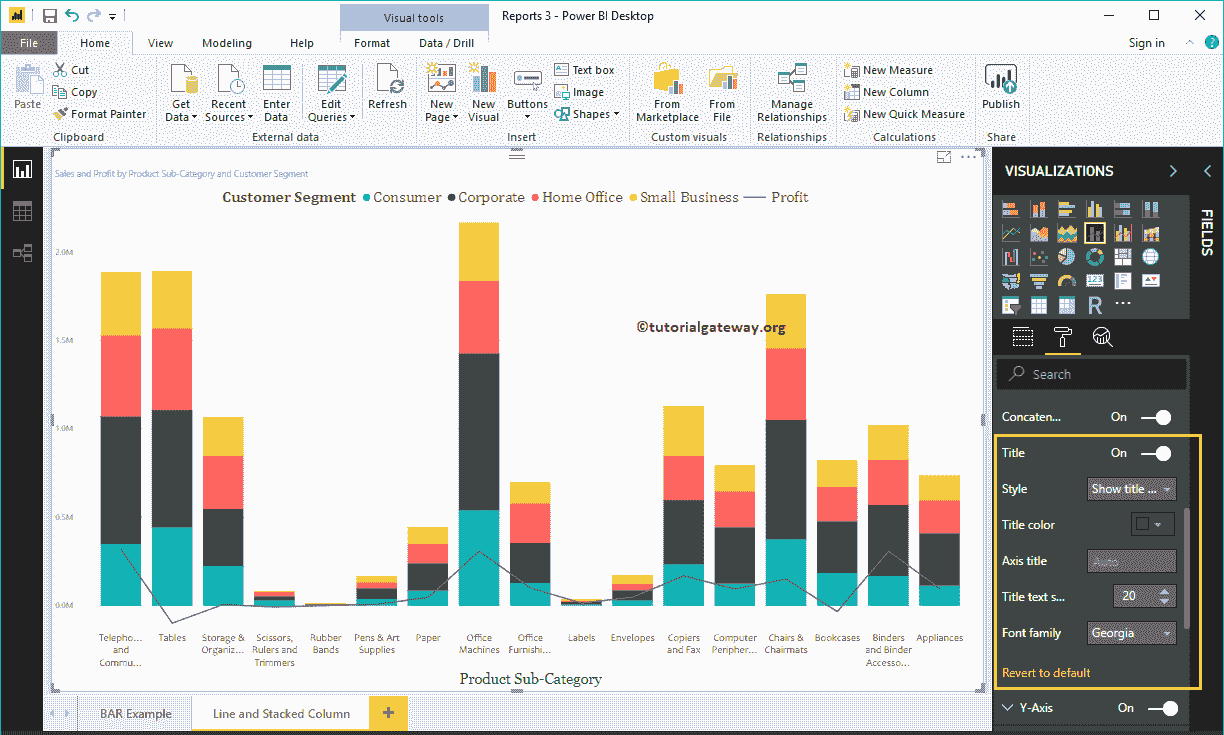 Visual tools
Reports 3 - Power BI Desktop
File
Home
View
Modeling
Help
Format
Data / Drill
Sign in
?
Paste
Cut
Copy
Format Painter
Clipboard
Get
Data
Recent
Sources
Enter
Data
Edit
Queries
External data
Refresh
New
Page
New
Visual
Buttons
Text box
Image
Shapes
Insert
From
Marketplace
From
File
Custom visuals
Manage
Relationships
Relationships
New Measure
New Column
New Quick Measure
Calculations
Publish
Share
Sales and Profit by Product Sub-Category and Customer Segment
Customer Segment Consumer Corporate Home Office Small Business Profit
2.0M
1.5M
1.0M
0.5M
0.0M
©tutorialgateway.org
Telepho...
and
Commu...
Tables
Storage &
Organiz...
Scissors,
Rulers and
Trimmers
Rubber
Bands
Pens & Art
Supplies
Paper
Office
Machines
Office
Furnishi...
Labels
Envelopes
Copiers
and Fax
Computer
Peripher...
Chairs &
Chairmats
Bookcases
Binders
and Binder
Accesso...
Appliances
Product Sub-Category
BAR Example
Line and Stacked Column
+
VISUALIZATIONS
FIELDS
123
R
Search
Concaten... On
Title On
Style Show title ...
Title color
Axis title Auto
Title text s... 20
Font family Georgia
Revert to default
Y-Axis On